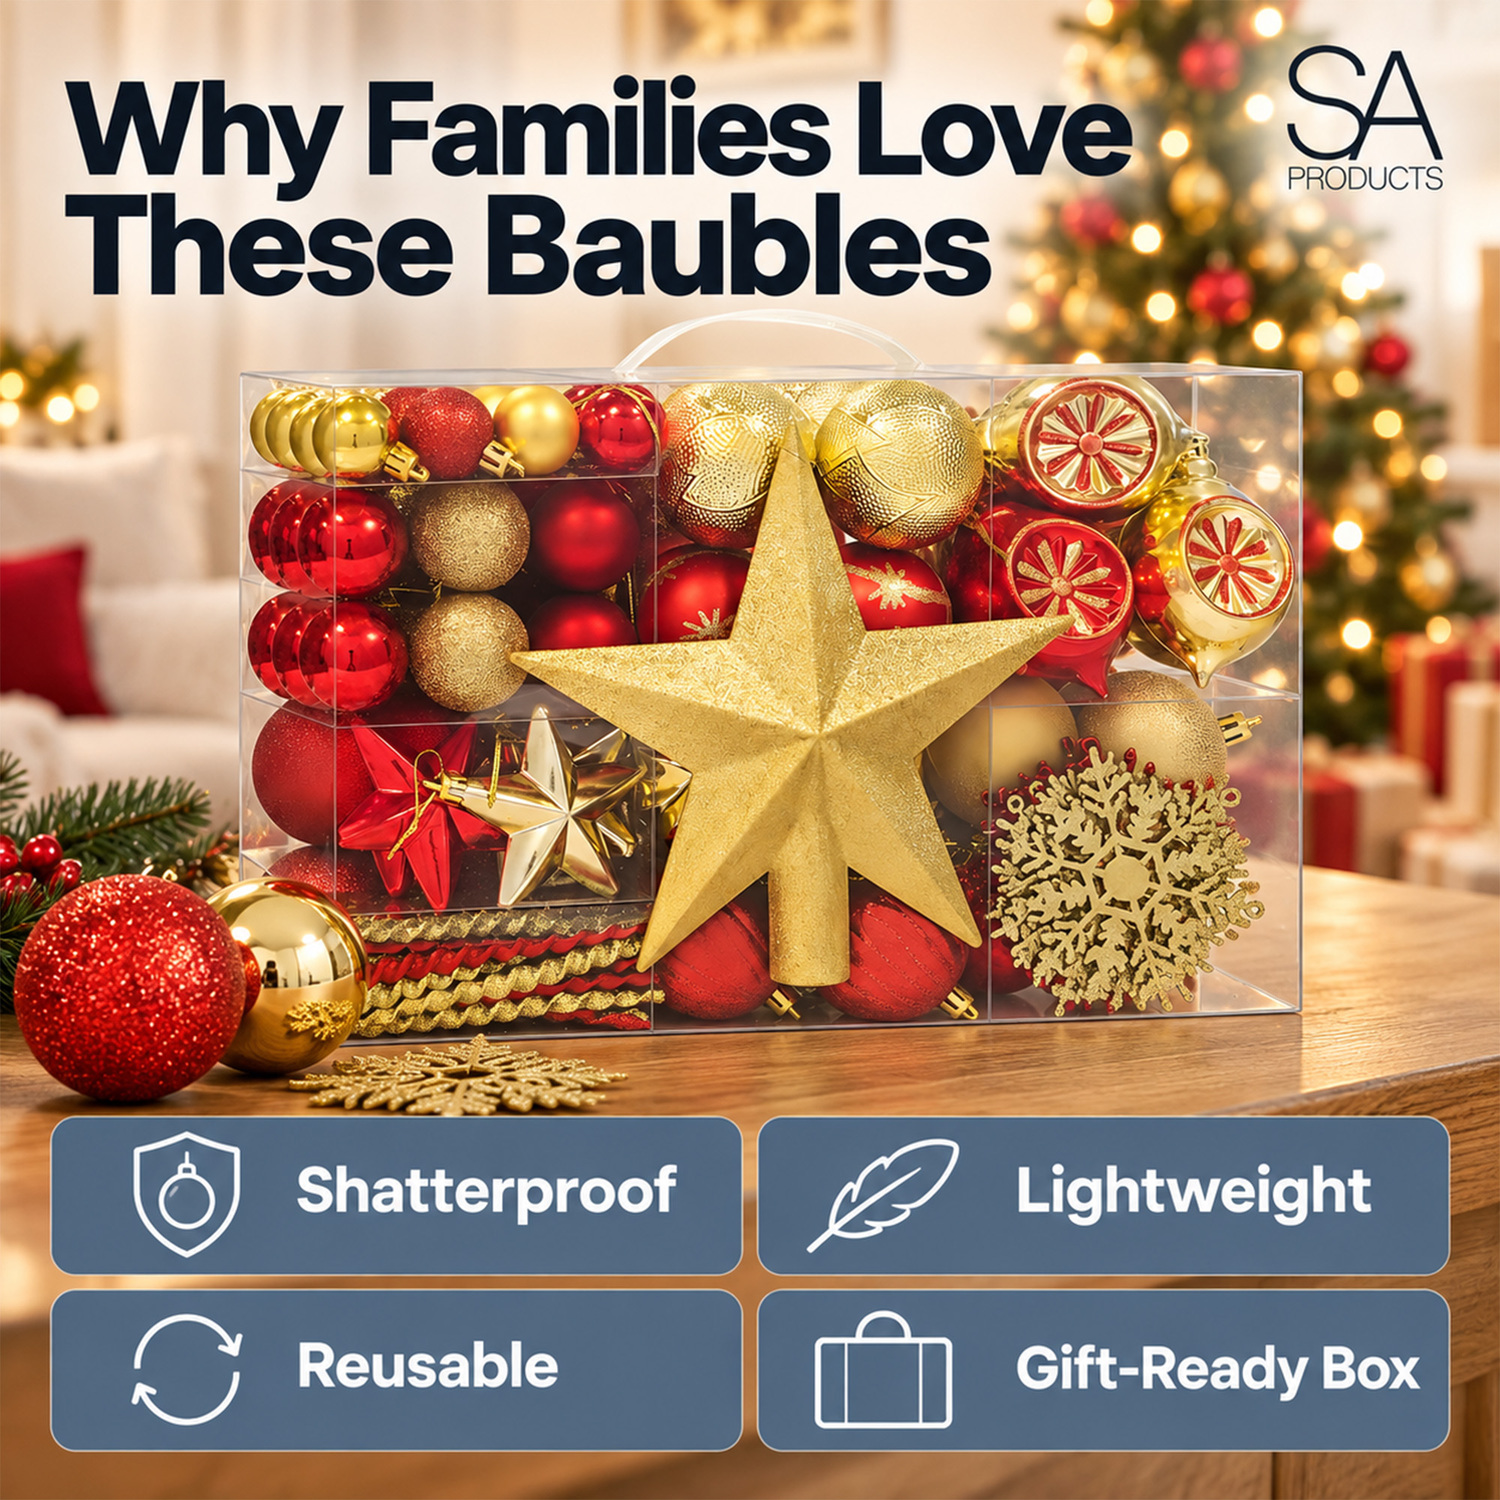 Why Families Love
These Baubles
SA
PRODUCTS
Shatterproof
Lightweight
Reusable
Gift-Ready Box